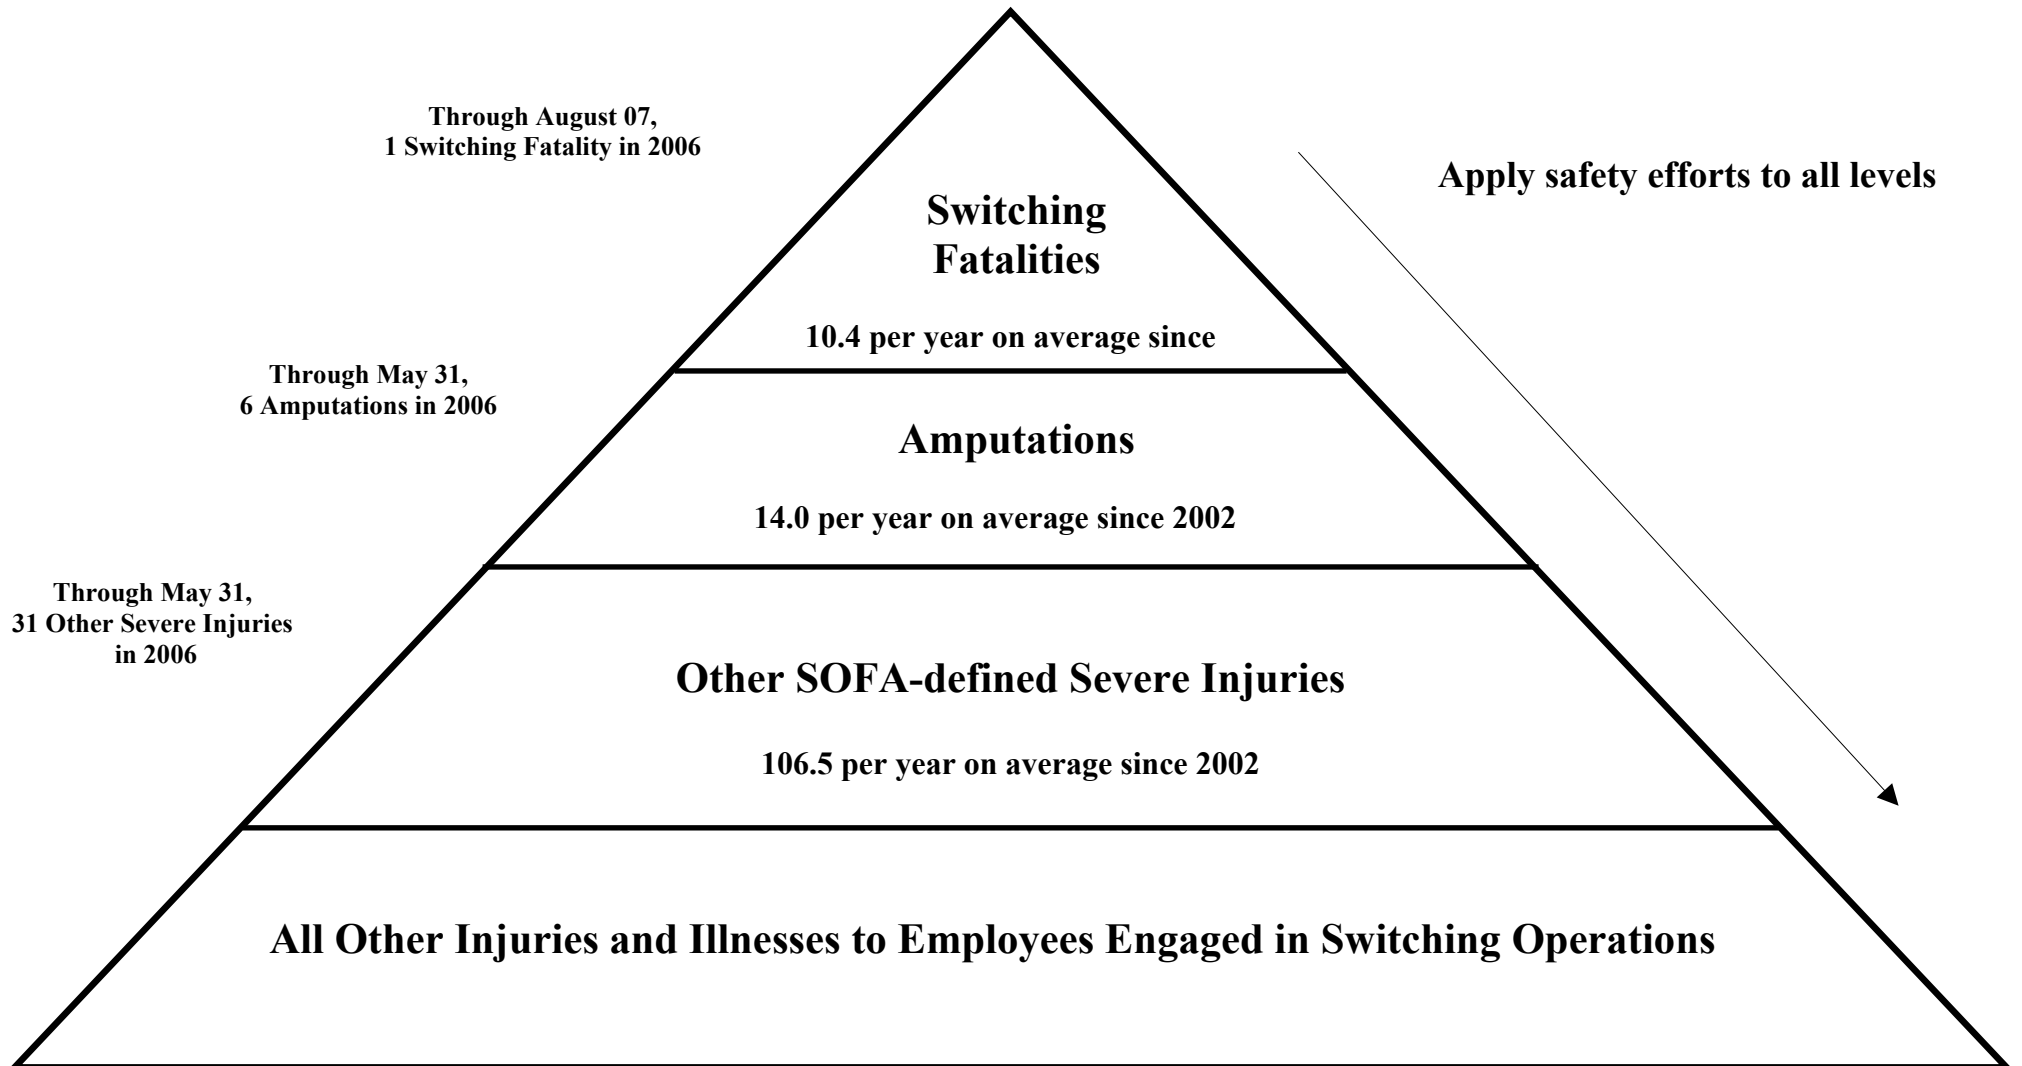 Through August 07,
1 Switching Fatality in 2006
Apply safety efforts to all levels
Switching
Fatalities
10.4 per year on average since
Through May 31,
6 Amputations in 2006
Amputations
14.0 per year on average since 2002
Through May 31,
31 Other Severe Injuries
in 2006
Other SOFA-defined Severe Injuries
106.5 per year on average since 2002
All Other Injuries and Illnesses to Employees Engaged in Switching Operations